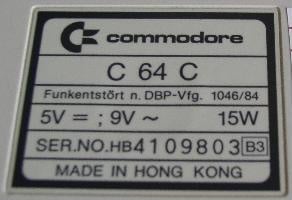 commodore
C 64 C
Funkentstört n. DBP-Vfg. 1046/84
5V ⎓ ; 9V ~ 15W
SER.NO.HB4109803 B3
MADE IN HONG KONG